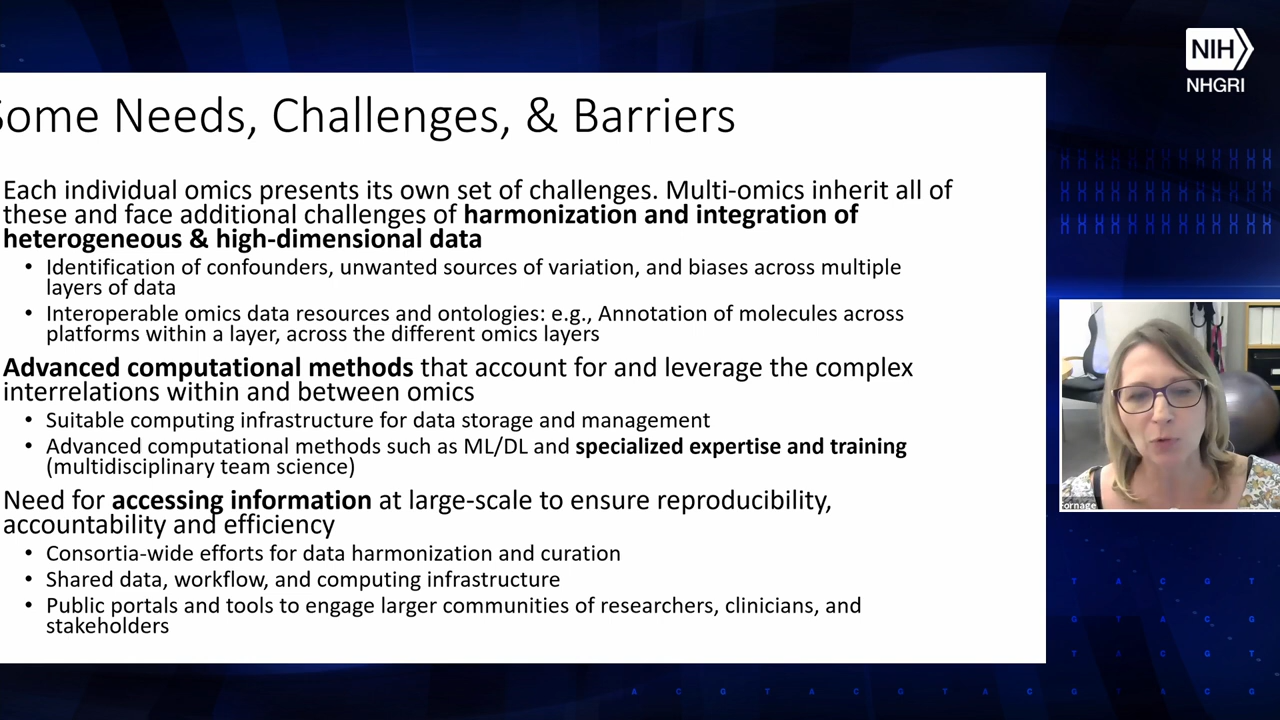 NIH
NHGRI
Some Needs, Challenges, & Barriers
Each individual omics presents its own set of challenges. Multi-omics inherit all of
these and face additional challenges of harmonization and integration of
heterogeneous & high-dimensional data
• Identification of confounders, unwanted sources of variation, and biases across multiple
layers of data
• Interoperable omics data resources and ontologies: e.g., Annotation of molecules across
platforms within a layer, across the different omics layers
Advanced computational methods that account for and leverage the complex
interrelations within and between omics
• Suitable computing infrastructure for data storage and management
• Advanced computational methods such as ML/DL and specialized expertise and training
(multidisciplinary team science)
Need for accessing information at large-scale to ensure reproducibility,
accountability and efficiency
• Consortia-wide efforts for data harmonization and curation
• Shared data, workflow, and computing infrastructure
• Public portals and tools to engage larger communities of researchers, clinicians, and
stakeholders
ornage
T A C G T
G T A C G
T A C G T
A C G T A C G T A C G T A C G